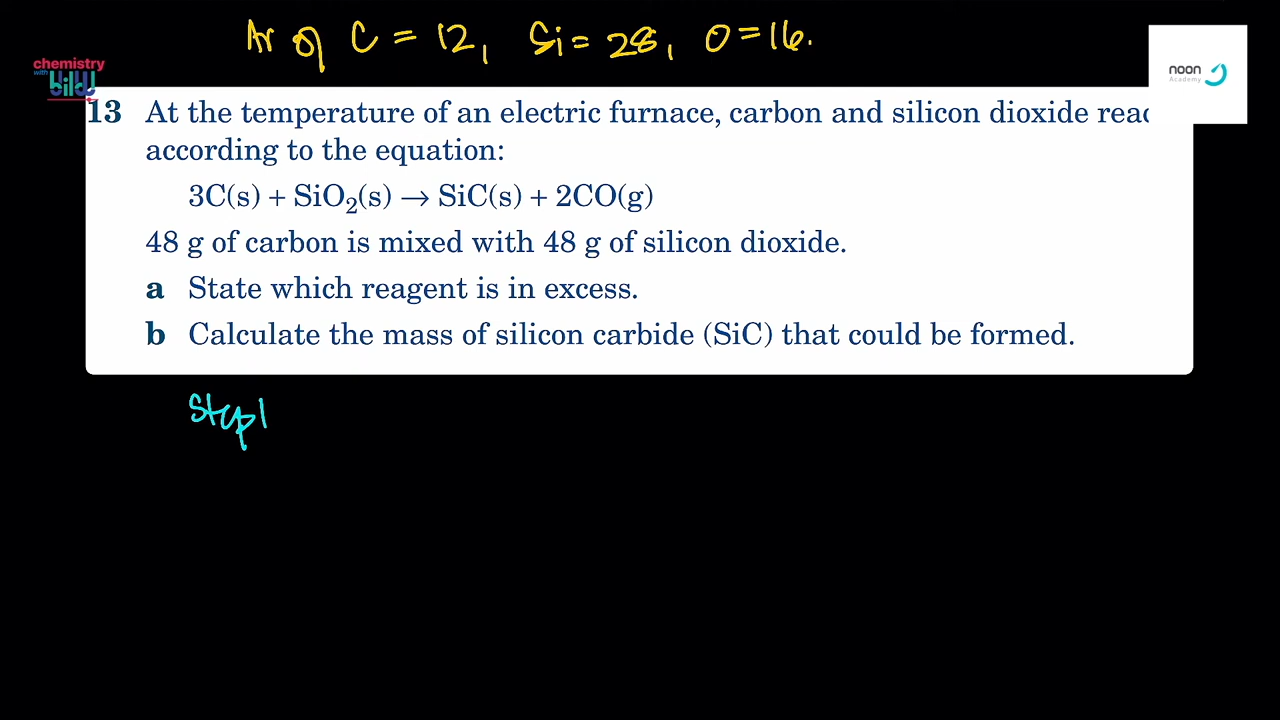 Ar of C = 12, Si = 28, O = 16.
chemistry
with bilal
noon
Academy
13 At the temperature of an electric furnace, carbon and silicon dioxide reac
according to the equation:
3C(s) + SiO₂(s) → SiC(s) + 2CO(g)
48 g of carbon is mixed with 48 g of silicon dioxide.
a State which reagent is in excess.
b Calculate the mass of silicon carbide (SiC) that could be formed.
Step 1